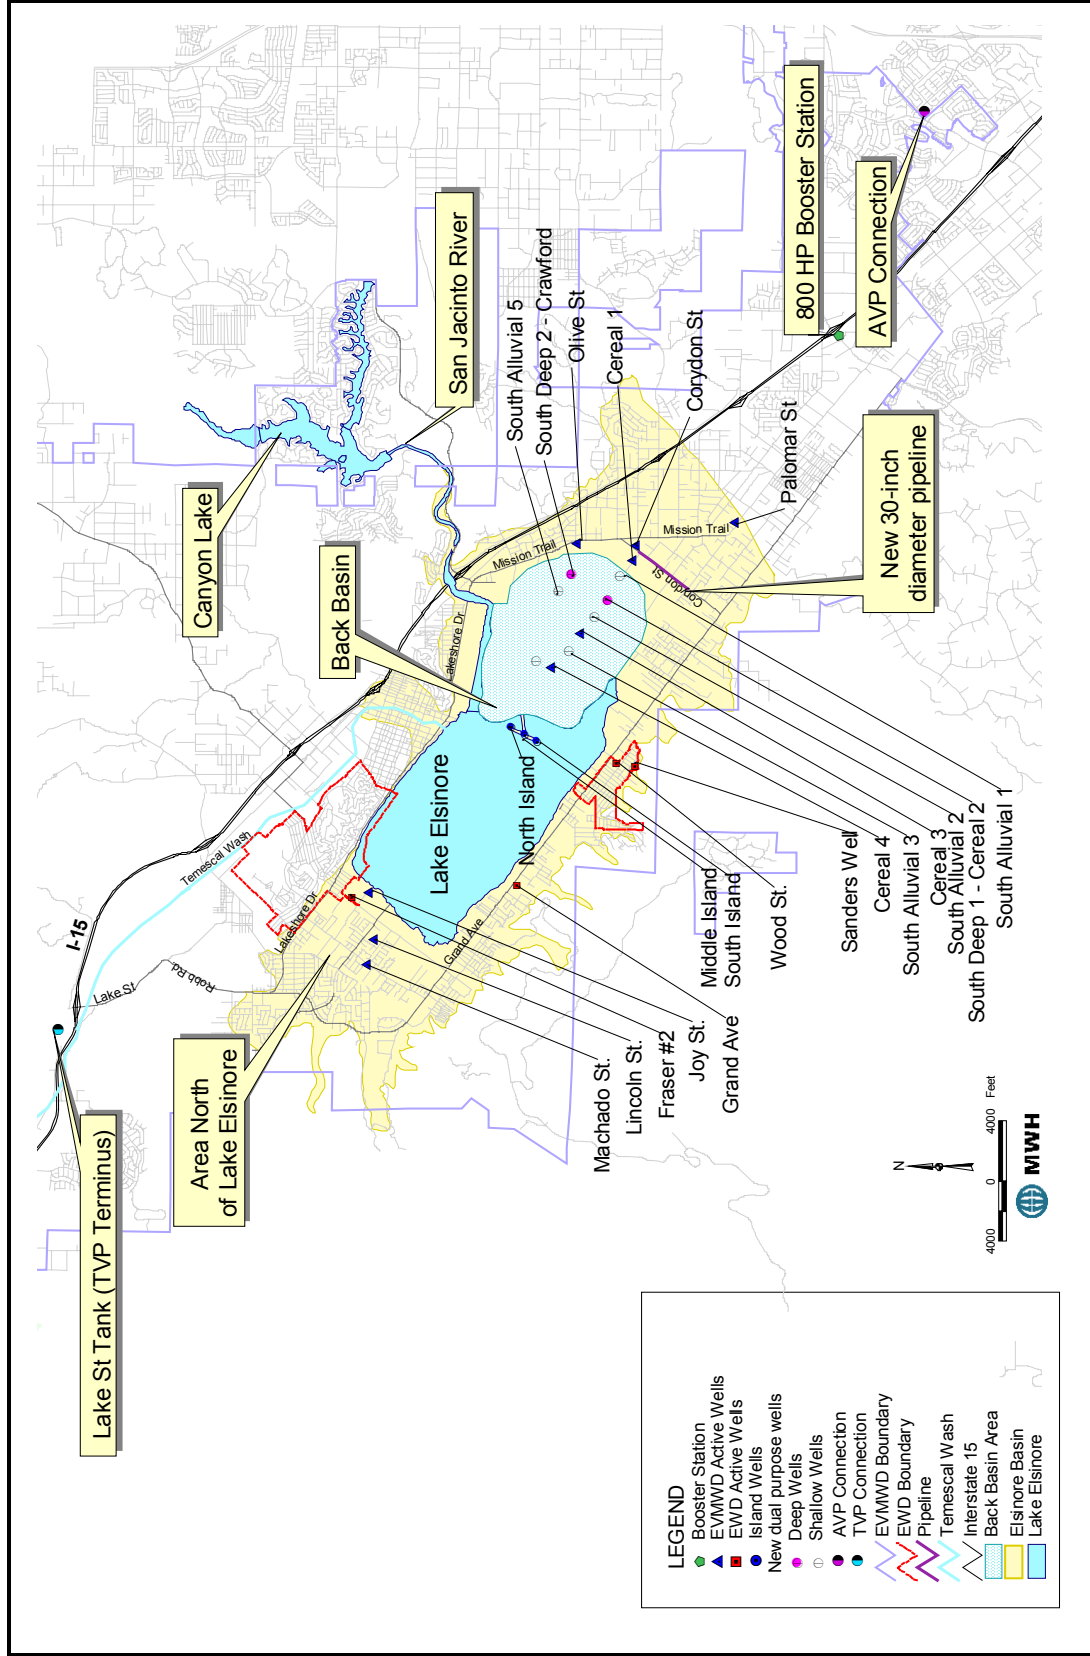 Lake St Tank (TVP Terminus)
Area North
of Lake Elsinore
Canyon Lake
Back Basin
San Jacinto River
800 HP Booster Station
AVP Connection
New 30-inch
diameter pipeline
I-15
Temescal Wash
Lake St
Robb Rd
Lakeshore Dr
Lakeshore Dr
Grand Ave
Mission Trail
Mission Trail
Corydon St
Lake Elsinore
North Island
South Alluvial 5
South Deep 2 - Crawford
Olive St
Cereal 1
Corydon St
Palomar St
Machado St.
Lincoln St.
Fraser #2
Joy St.
Grand Ave
Middle Island
South Island
Wood St.
Sanders Well
Cereal 4
South Alluvial 3
Cereal 3
South Alluvial 2
South Deep 1 - Cereal 2
South Alluvial 1
N
4000 0 4000 Feet
MWH
LEGEND
Booster Station
EVMWD Active Wells
EWD Active Wells
Island Wells
New dual purpose wells
Deep Wells
Shallow Wells
AVP Connection
TVP Connection
EVMWD Boundary
EWD Boundary
Pipeline
Temescal Wash
Interstate 15
Back Basin Area
Elsinore Basin
Lake Elsinore